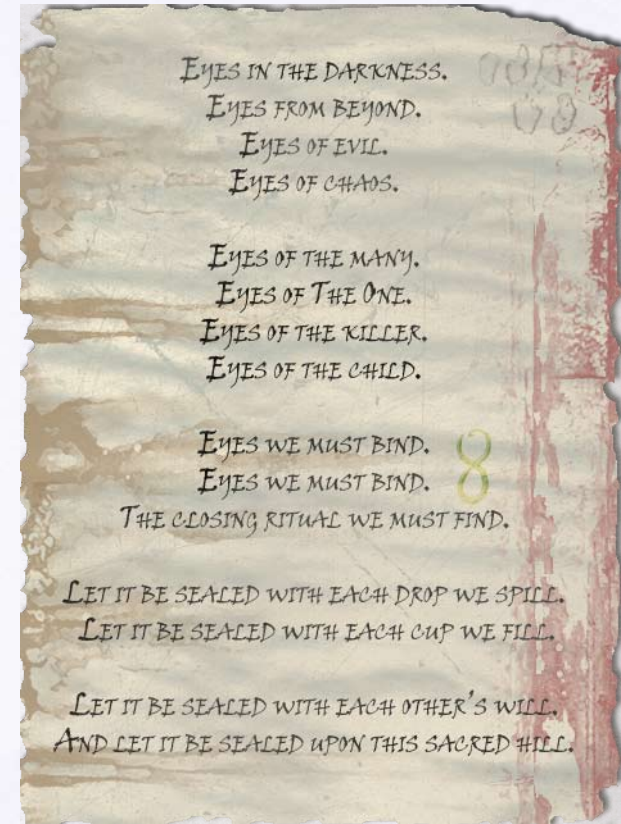 Eyes in the darkness.
Eyes from beyond.
Eyes of evil.
Eyes of chaos.
Eyes of the many.
Eyes of The One.
Eyes of the killer.
Eyes of the child.
Eyes we must bind.
Eyes we must bind.
8
The closing ritual we must find.
Let it be sealed with each drop we spill.
Let it be sealed with each cup we fill.
Let it be sealed with each other's will.
And let it be sealed upon this sacred hill.